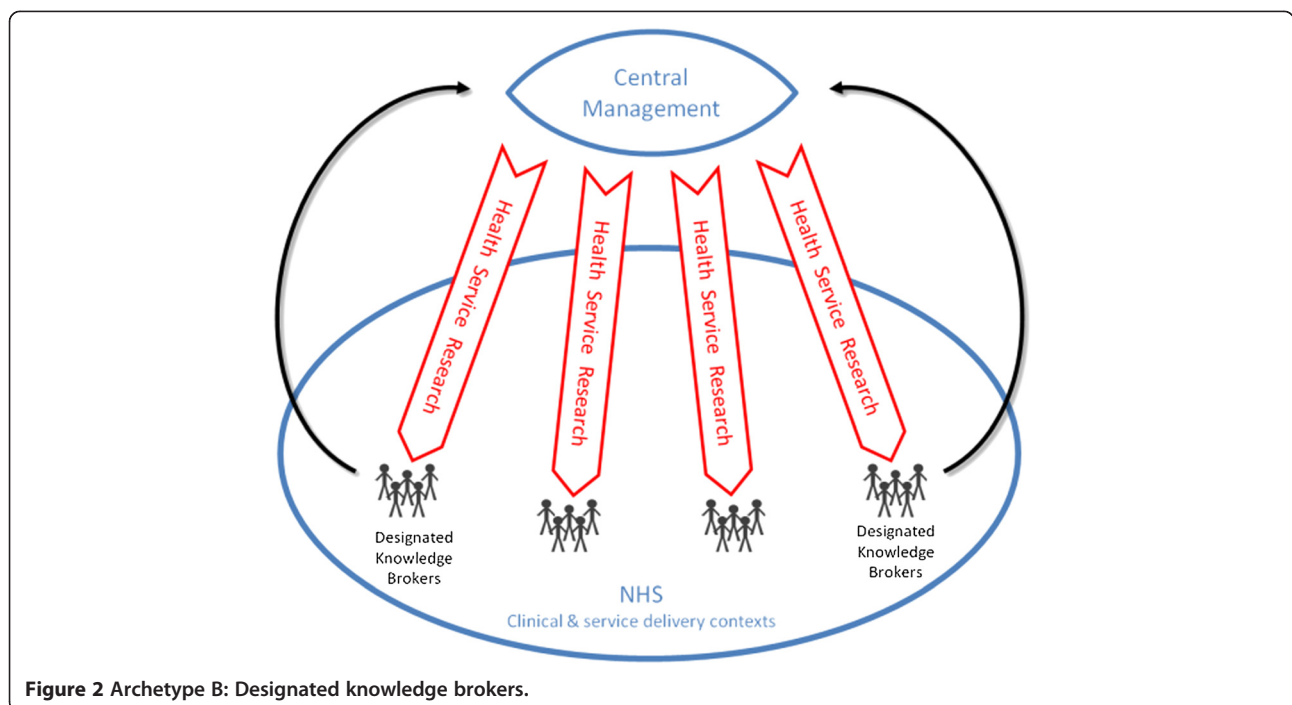 Central
Management
Health Service Research
Health Service Research
Health Service Research
Health Service Research
Designated
Knowledge
Brokers
Designated
Knowledge
Brokers
NHS
Clinical & service delivery contexts
Figure 2 Archetype B: Designated knowledge brokers.